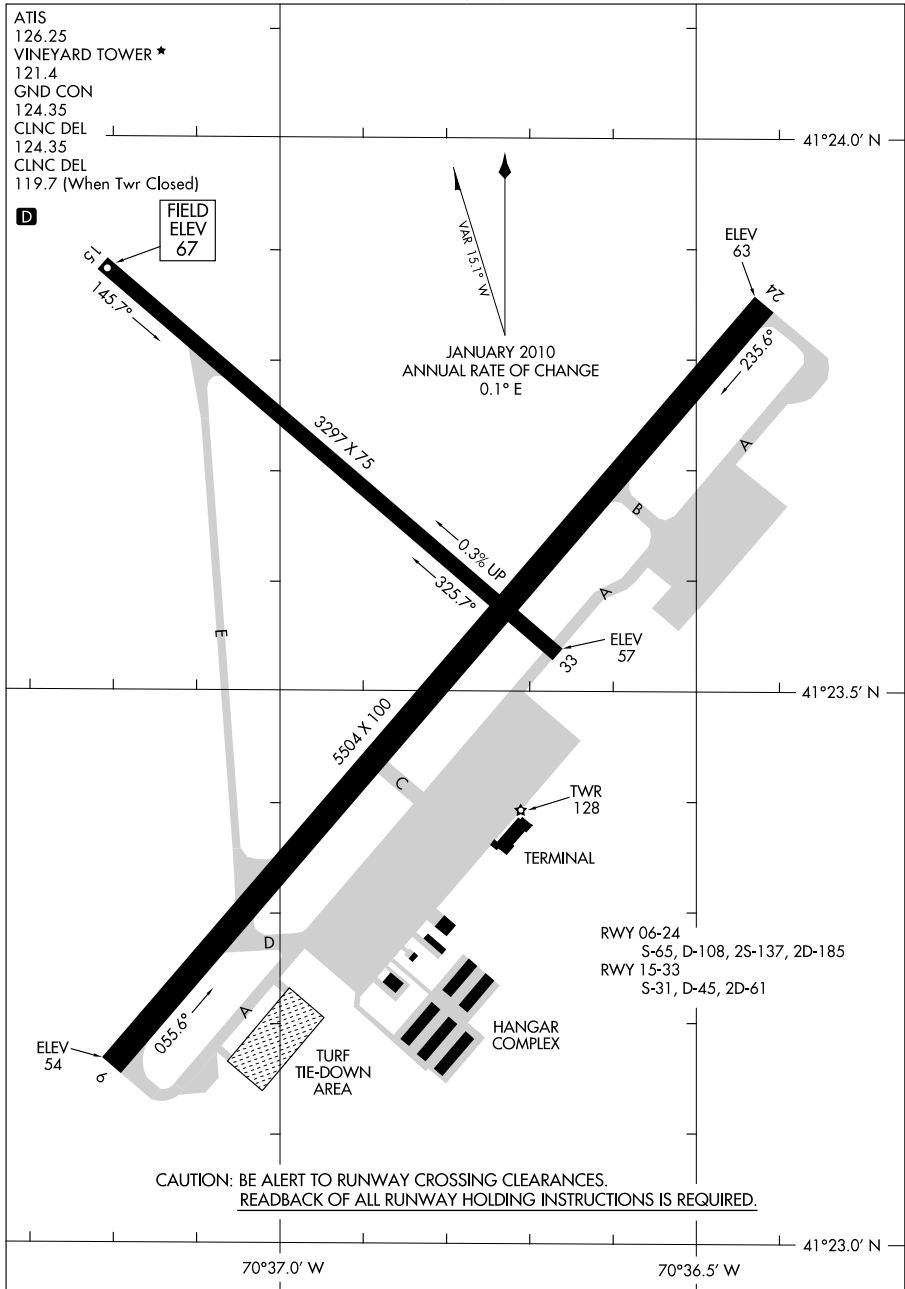 ATIS
126.25
VINEYARD TOWER ★
121.4
GND CON
124.35
CLNC DEL
124.35
CLNC DEL
119.7 (When Twr Closed)
D
FIELD
ELEV
67
15
145.7°
VAR 15.1° W
JANUARY 2010
ANNUAL RATE OF CHANGE
0.1° E
41°24.0' N
ELEV
63
24
235.6°
A
3297 X 75
B
0.3% UP
325.7°
A
E
ELEV
57
33
41°23.5' N
5504 X 100
C
TWR
128
TERMINAL
D
RWY 06-24
S-65, D-108, 2S-137, 2D-185
RWY 15-33
S-31, D-45, 2D-61
055.6°
A
ELEV
54
6
TURF
TIE-DOWN
AREA
HANGAR
COMPLEX
CAUTION: BE ALERT TO RUNWAY CROSSING CLEARANCES.
READBACK OF ALL RUNWAY HOLDING INSTRUCTIONS IS REQUIRED.
41°23.0' N
70°37.0' W
70°36.5' W